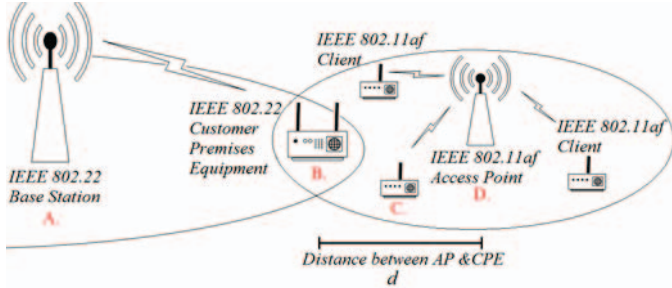 IEEE 802.11af
Client
IEEE 802.22
Customer
Premises
Equipment
IEEE 802.11af
Client
IEEE 802.22
Base Station
A.
B.
C.
IEEE 802.11af
Access Point
D.
Distance between AP &CPE
d